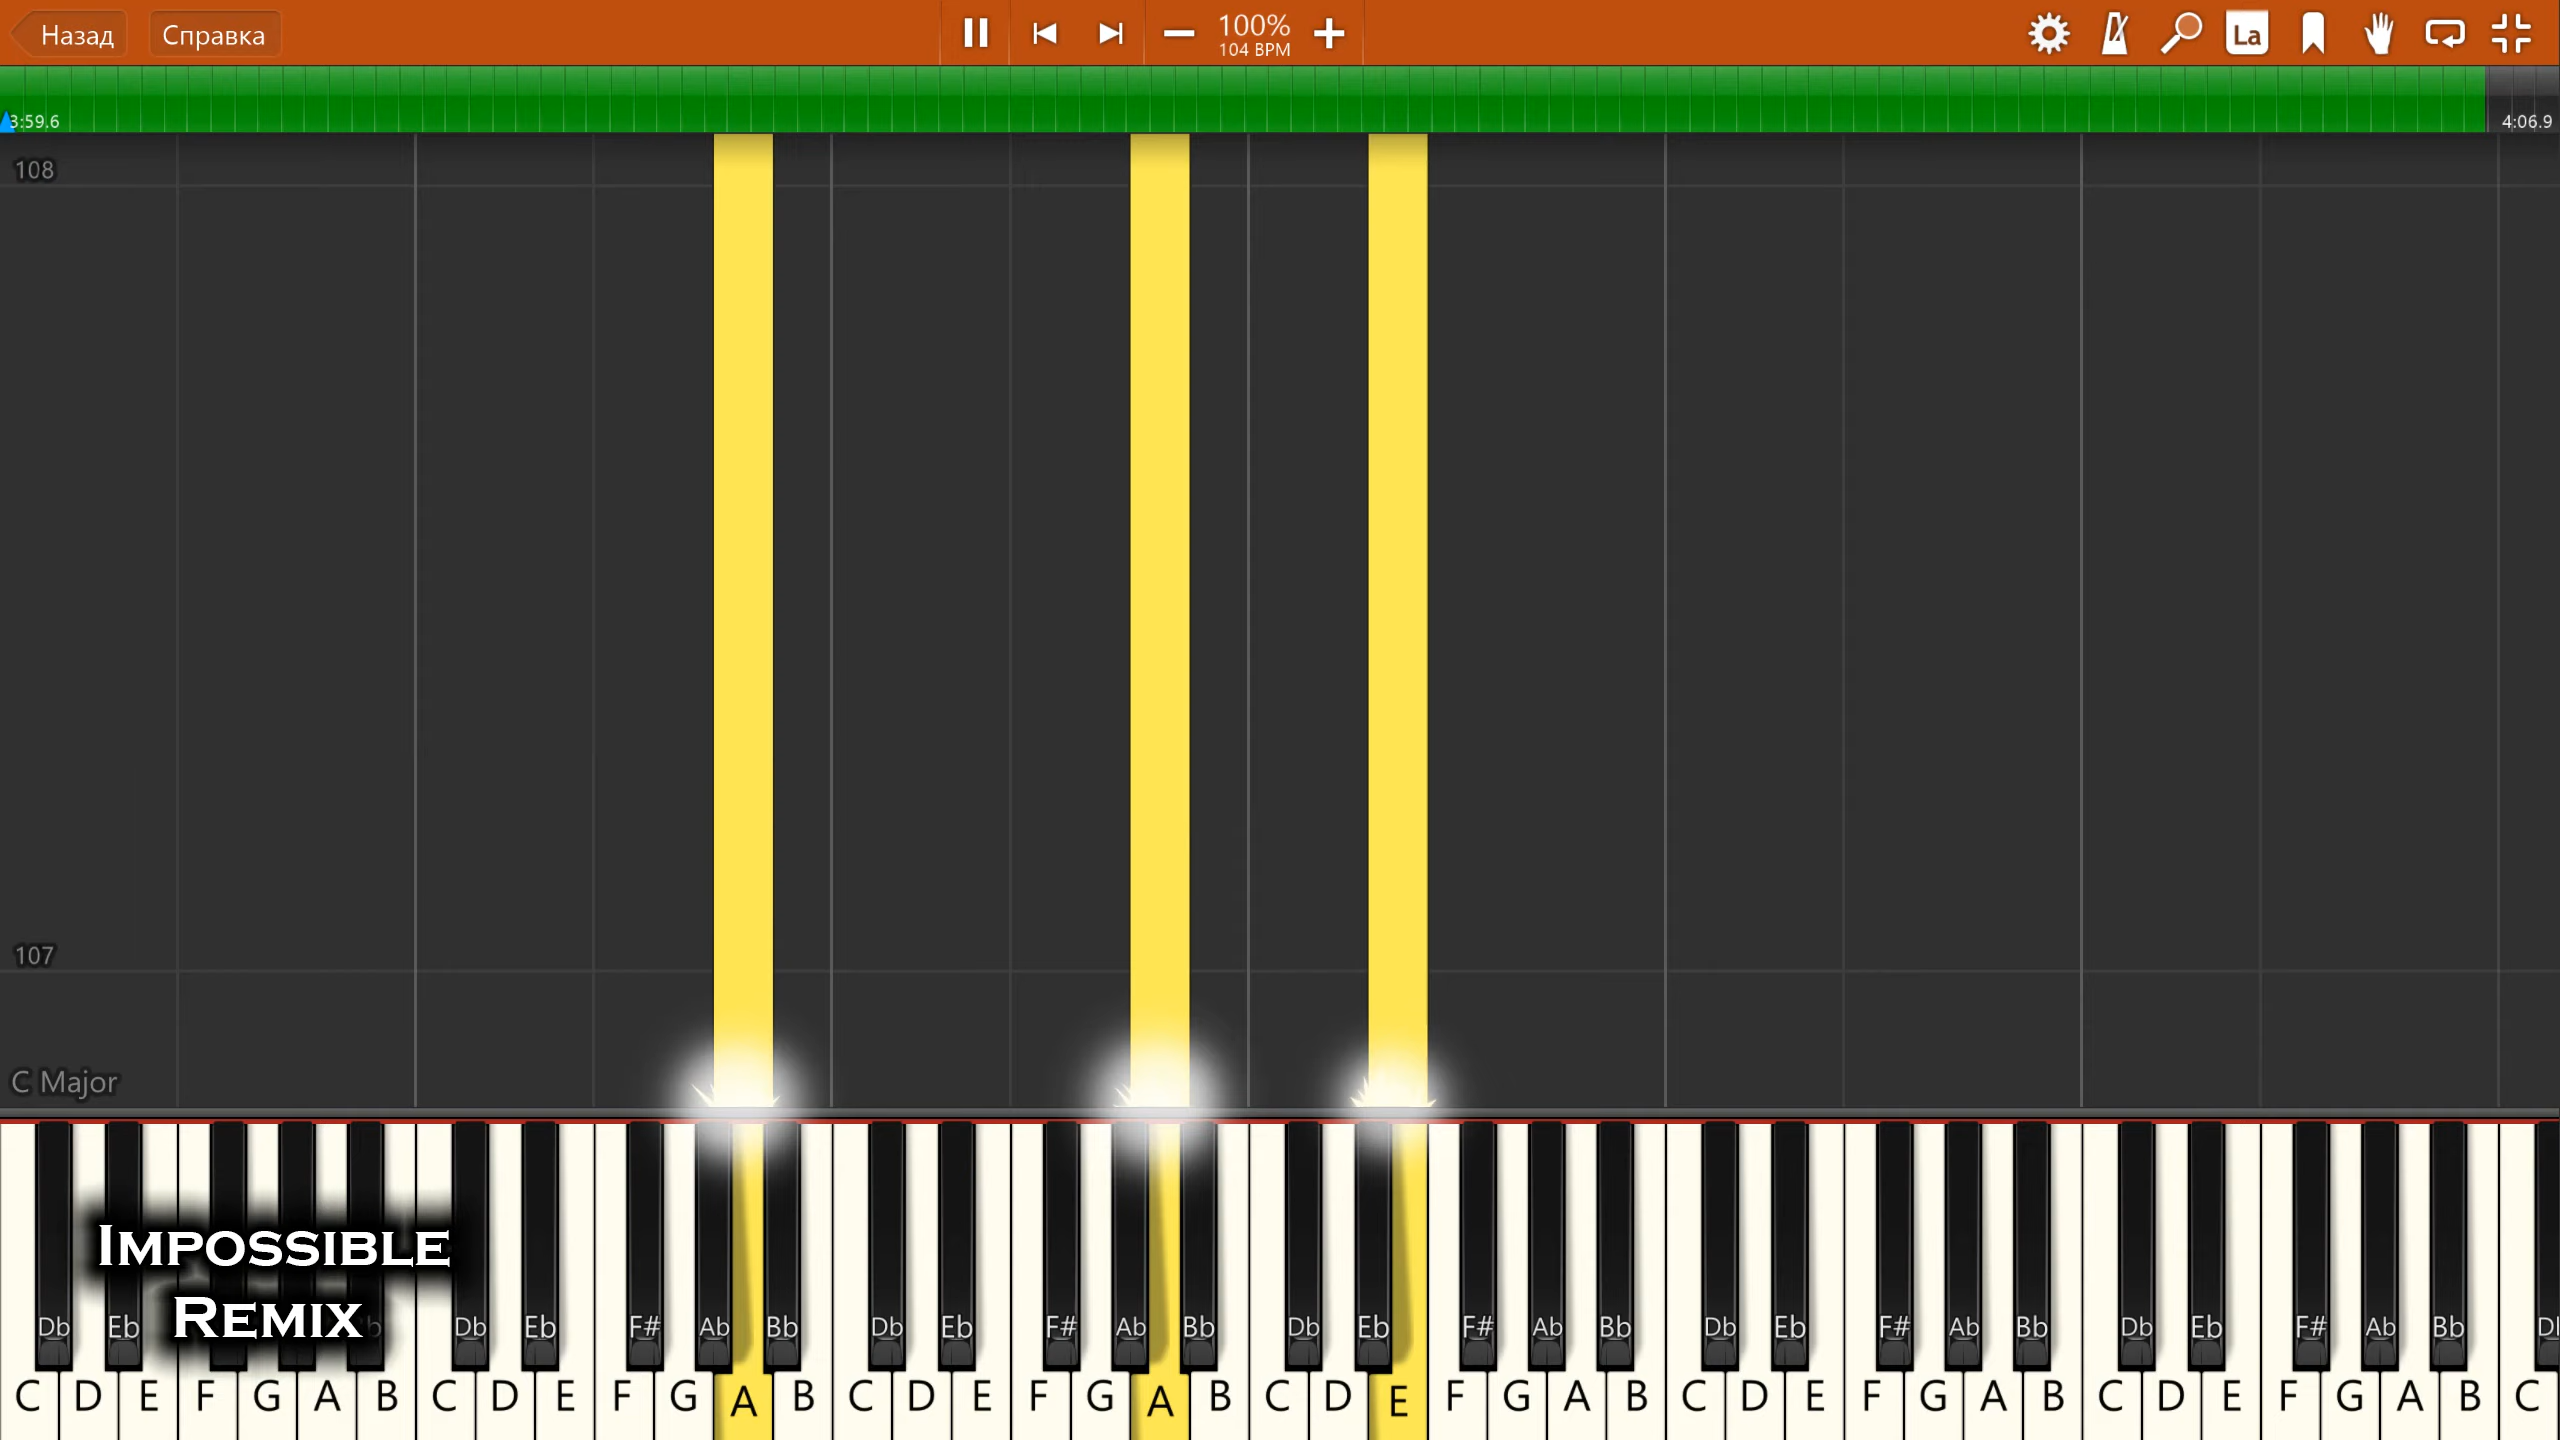 Назад Справка 100% La
104 BPM
3:59.6 4:06.9
108
107
C Major
Impossible
Remix
Db Eb Db Eb F# Ab Bb Db Eb F# Ab Bb Db Eb F# Ab Bb Db Eb F# Ab Bb Db Eb F# Ab Bb
C D E F G A B C D E F G A B C D E F G A B C D E F G A B C D E F G A B C D E F G A B C